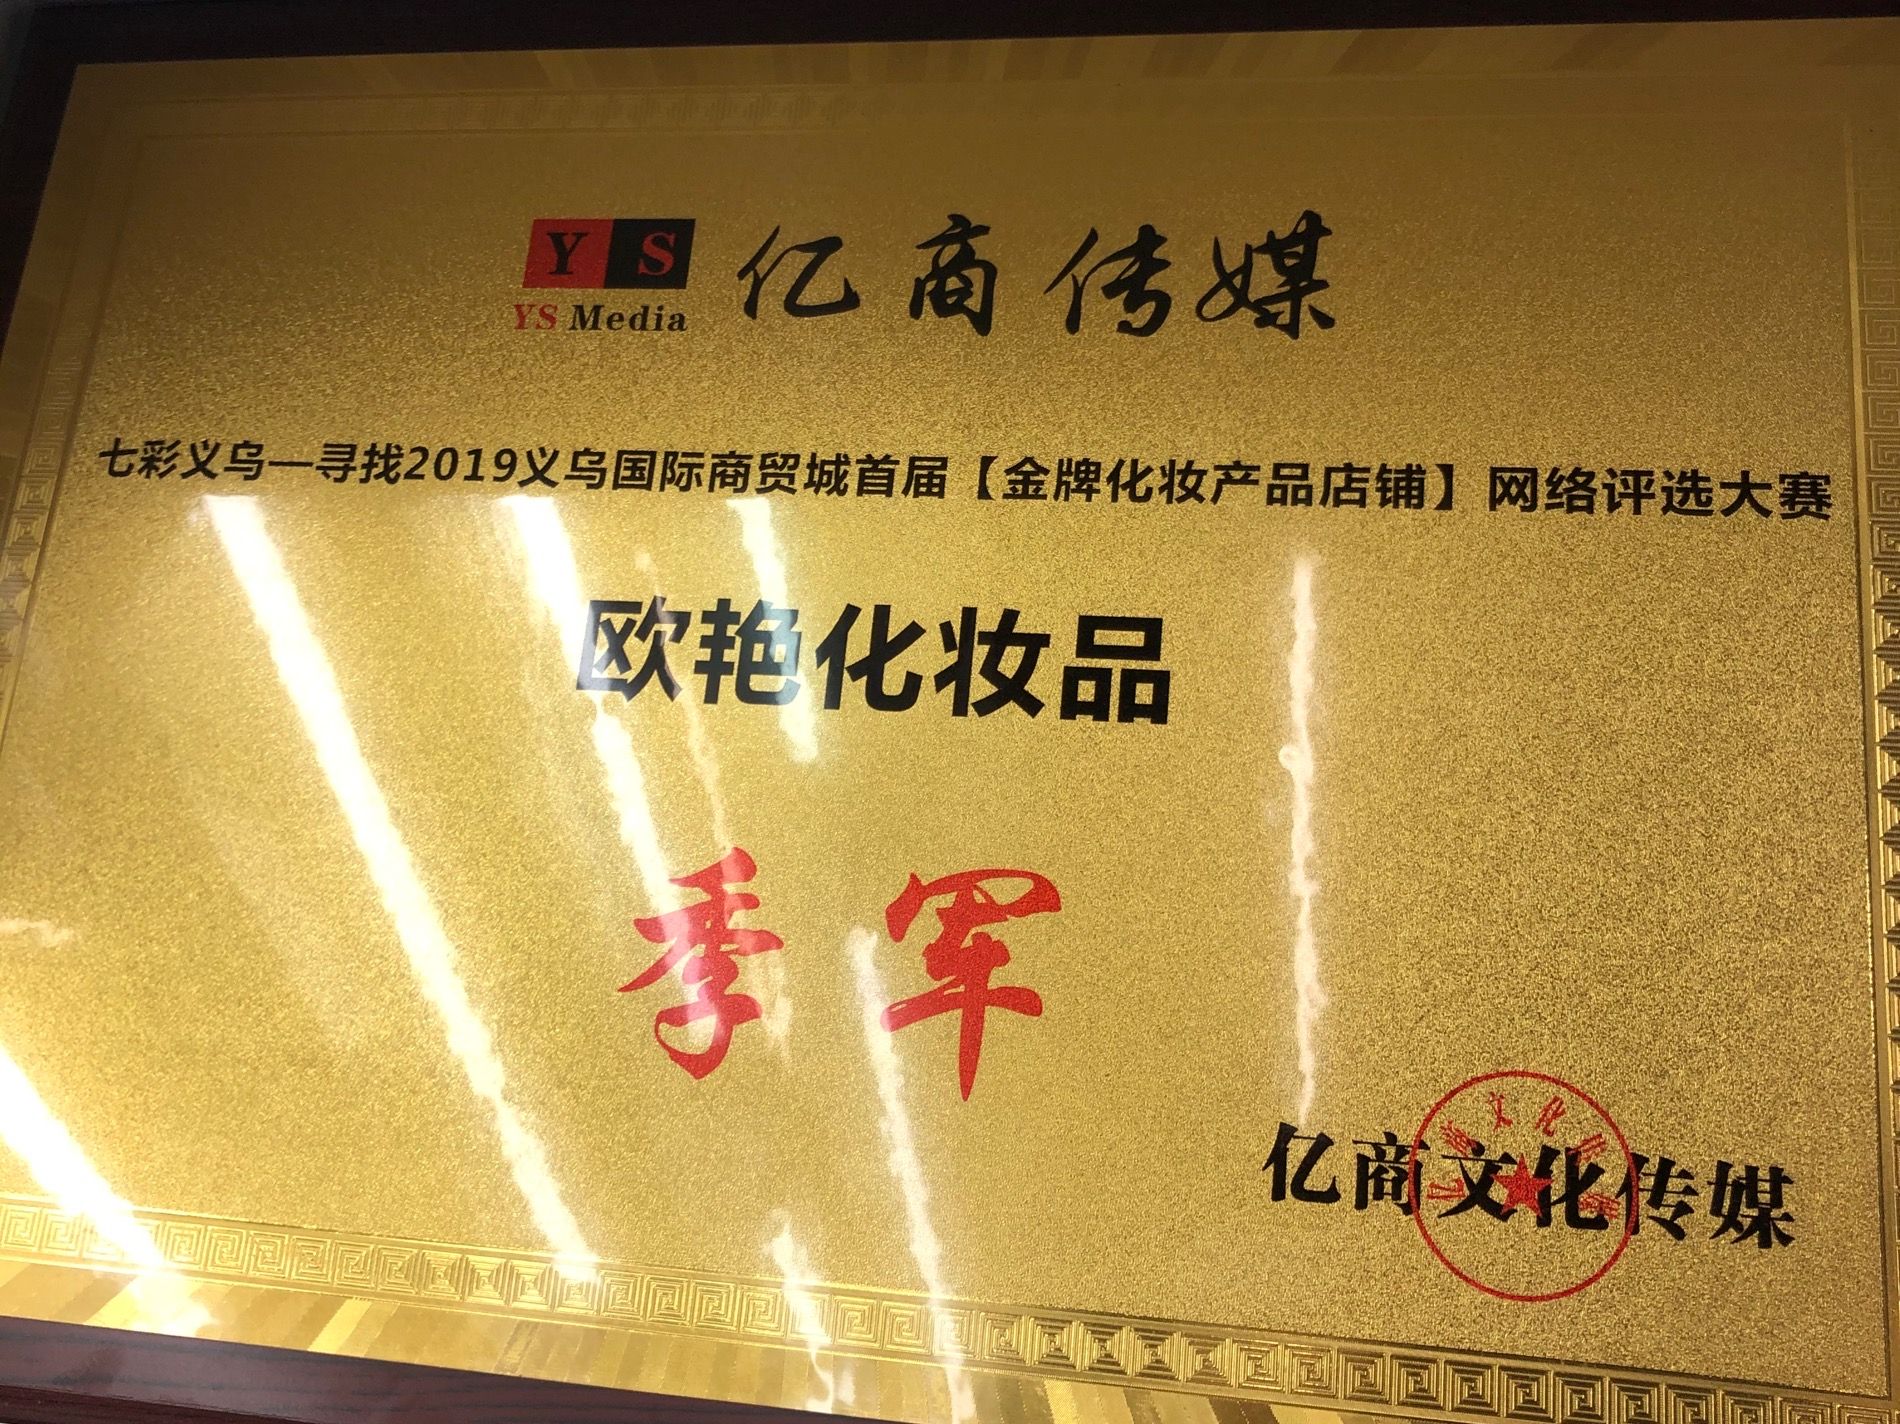 Y S
YS Media
亿商传媒
七彩义乌—寻找2019义乌国际商贸城首届【金牌化妆产品店铺】网络评选大赛
欧艳化妆品
季军
亿商文化传媒